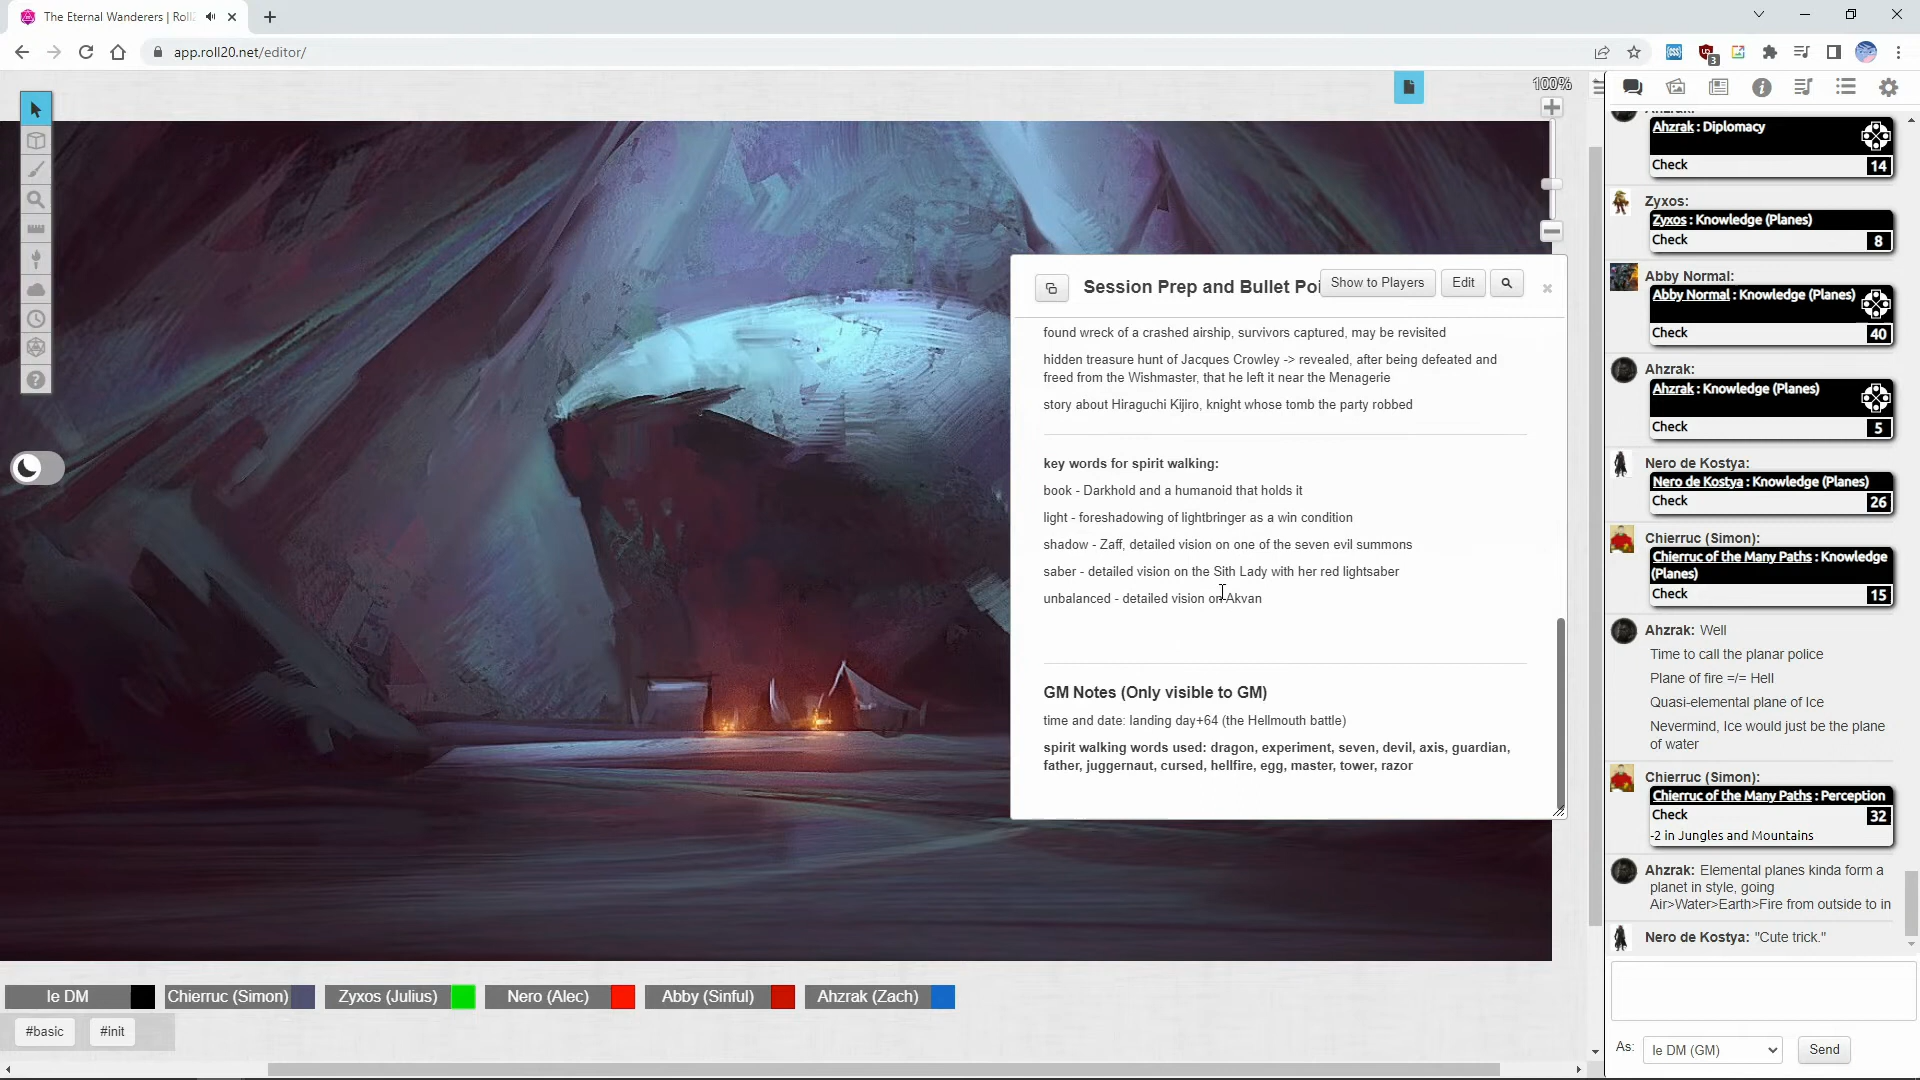 The Eternal Wanderers | Roll2
app.roll20.net/editor/
3
100%
Session Prep and Bullet Poi
Show to Players
Edit
found wreck of a crashed airship, survivors captured, may be revisited
hidden treasure hunt of Jacques Crowley -> revealed, after being defeated and
freed from the Wishmaster, that he left it near the Menagerie
story about Hiraguchi Kijiro, knight whose tomb the party robbed
key words for spirit walking:
book - Darkhold and a humanoid that holds it
light - foreshadowing of lightbringer as a win condition
shadow - Zaff, detailed vision on one of the seven evil summons
saber - detailed vision on the Sith Lady with her red lightsaber
unbalanced - detailed vision on Akvan
GM Notes (Only visible to GM)
time and date: landing day+64 (the Hellmouth battle)
spirit walking words used: dragon, experiment, seven, devil, axis, guardian,
father, juggernaut, cursed, hellfire, egg, master, tower, razor
Ahzrak:
Ahzrak : Diplomacy
Check 14
Zyxos:
Zyxos : Knowledge (Planes)
Check 8
Abby Normal:
Abby Normal : Knowledge (Planes)
Check 40
Ahzrak:
Ahzrak : Knowledge (Planes)
Check 5
Nero de Kostya:
Nero de Kostya : Knowledge (Planes)
Check 26
Chierruc (Simon):
Chierruc of the Many Paths : Knowledge
(Planes)
Check 15
Ahzrak: Well
Time to call the planar police
Plane of fire =/= Hell
Quasi-elemental plane of Ice
Nevermind, Ice would just be the plane
of water
Chierruc (Simon):
Chierruc of the Many Paths : Perception
Check 32
-2 in Jungles and Mountains
Ahzrak: Elemental planes kinda form a
planet in style, going
Air>Water>Earth>Fire from outside to in
Nero de Kostya: "Cute trick."
le DM
Chierruc (Simon)
Zyxos (Julius)
Nero (Alec)
Abby (Sinful)
Ahzrak (Zach)
#basic
#init
As:
le DM (GM)
Send